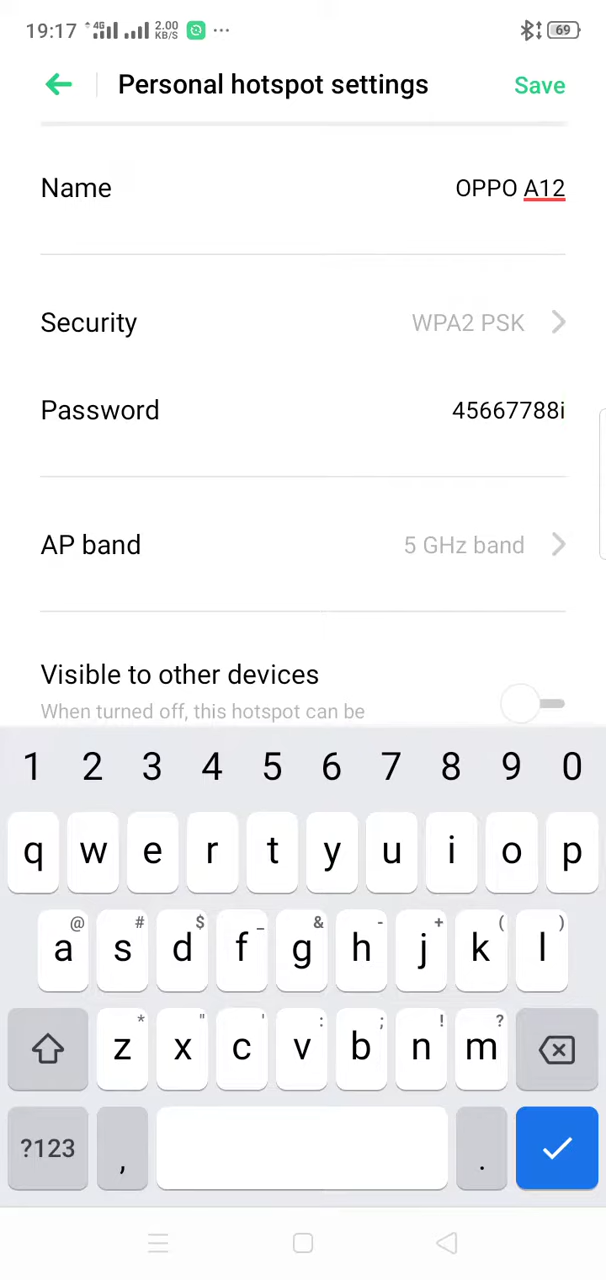 19:17 4G 2.00 KB/S ... 69
Personal hotspot settings Save
Name OPPO A12
Security WPA2 PSK
Password 45667788i
AP band 5 GHz band
Visible to other devices
When turned off, this hotspot can be
1 2 3 4 5 6 7 8 9 0
q w e r t y u i o p
@ # $ _ & - + ( )
a s d f g h j k l
* " ' : ; ! ?
z x c v b n m
?123 , .